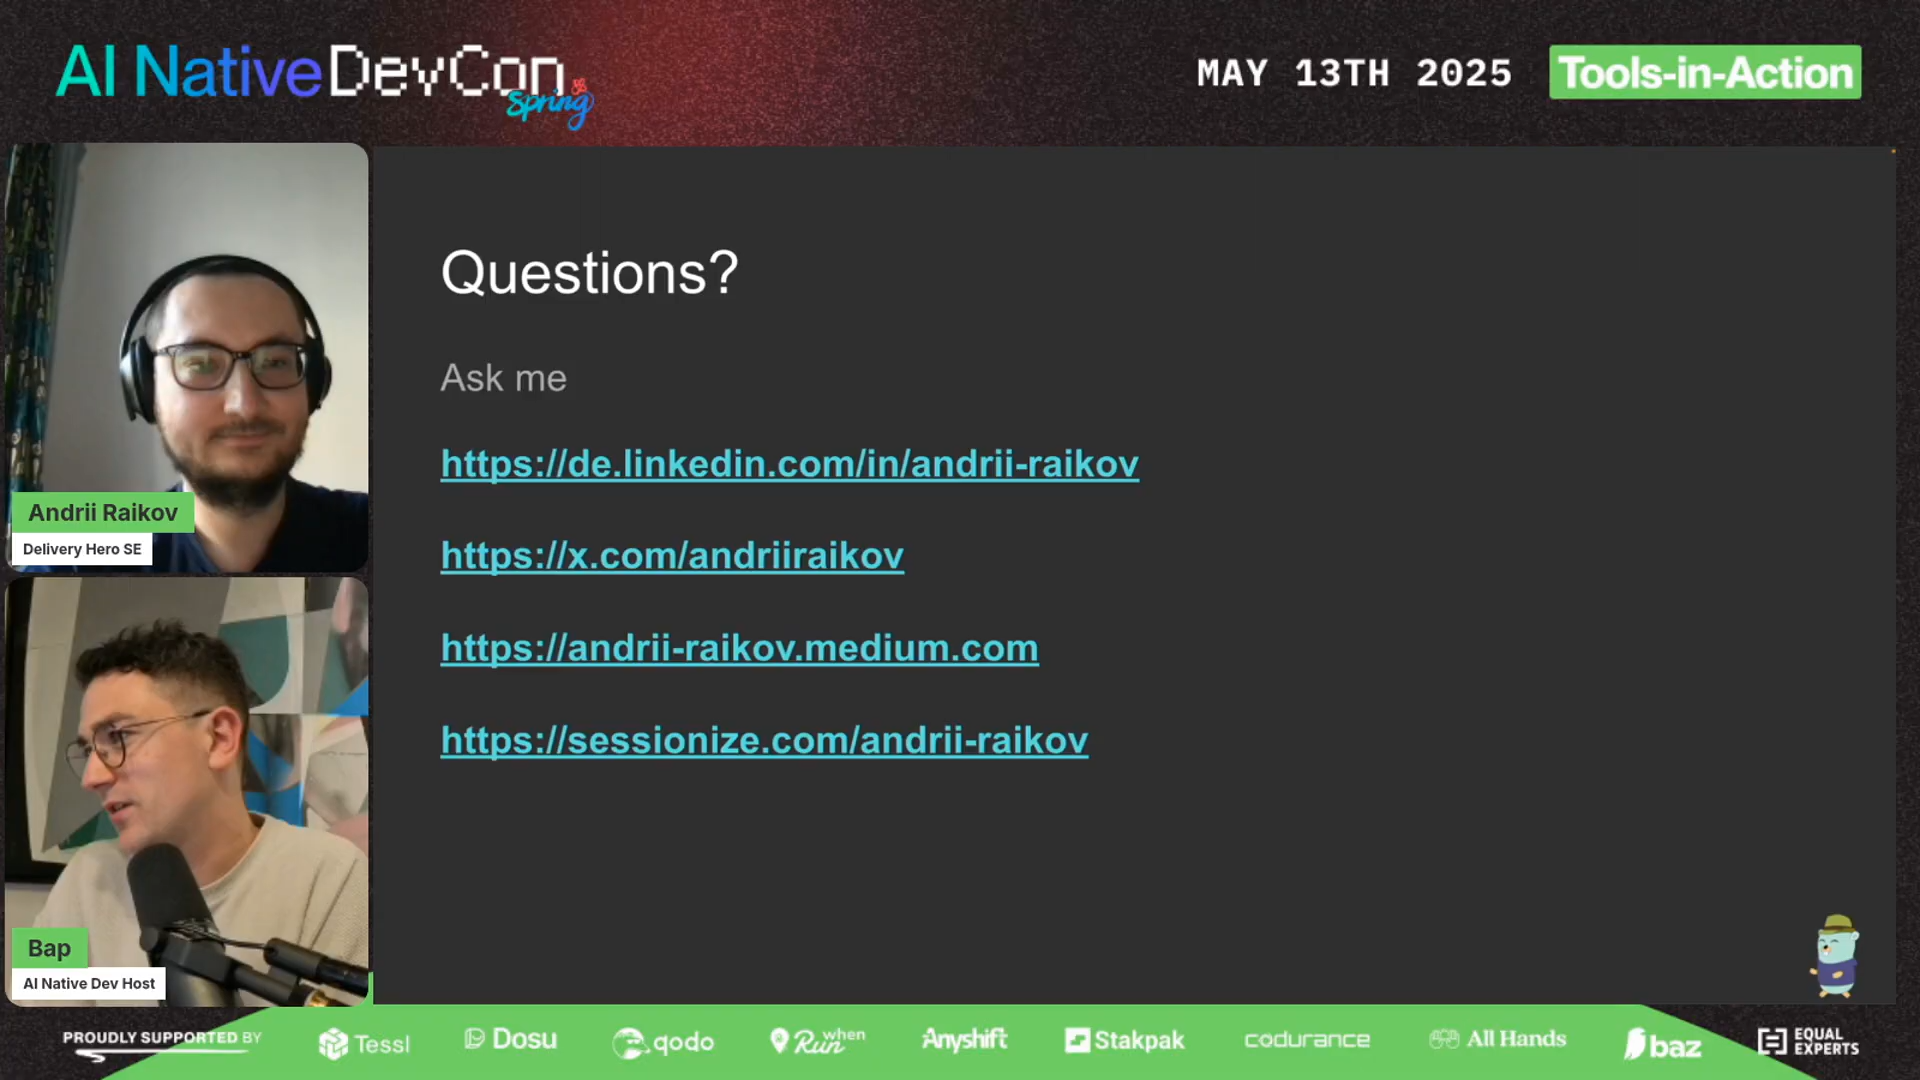 AI Native DevCon
Spring
MAY 13TH 2025
Tools-in-Action
Questions?
Ask me
https://de.linkedin.com/in/andrii-raikov
https://x.com/andriiraikov
https://andrii-raikov.medium.com
https://sessionize.com/andrii-raikov
Andrii Raikov
Delivery Hero SE
Bap
AI Native Dev Host
PROUDLY SUPPORTED BY
Tessl
Dosu
qodo
Run when
Anyshift
Stakpak
codurance
All Hands
baz
EQUAL
EXPERTS